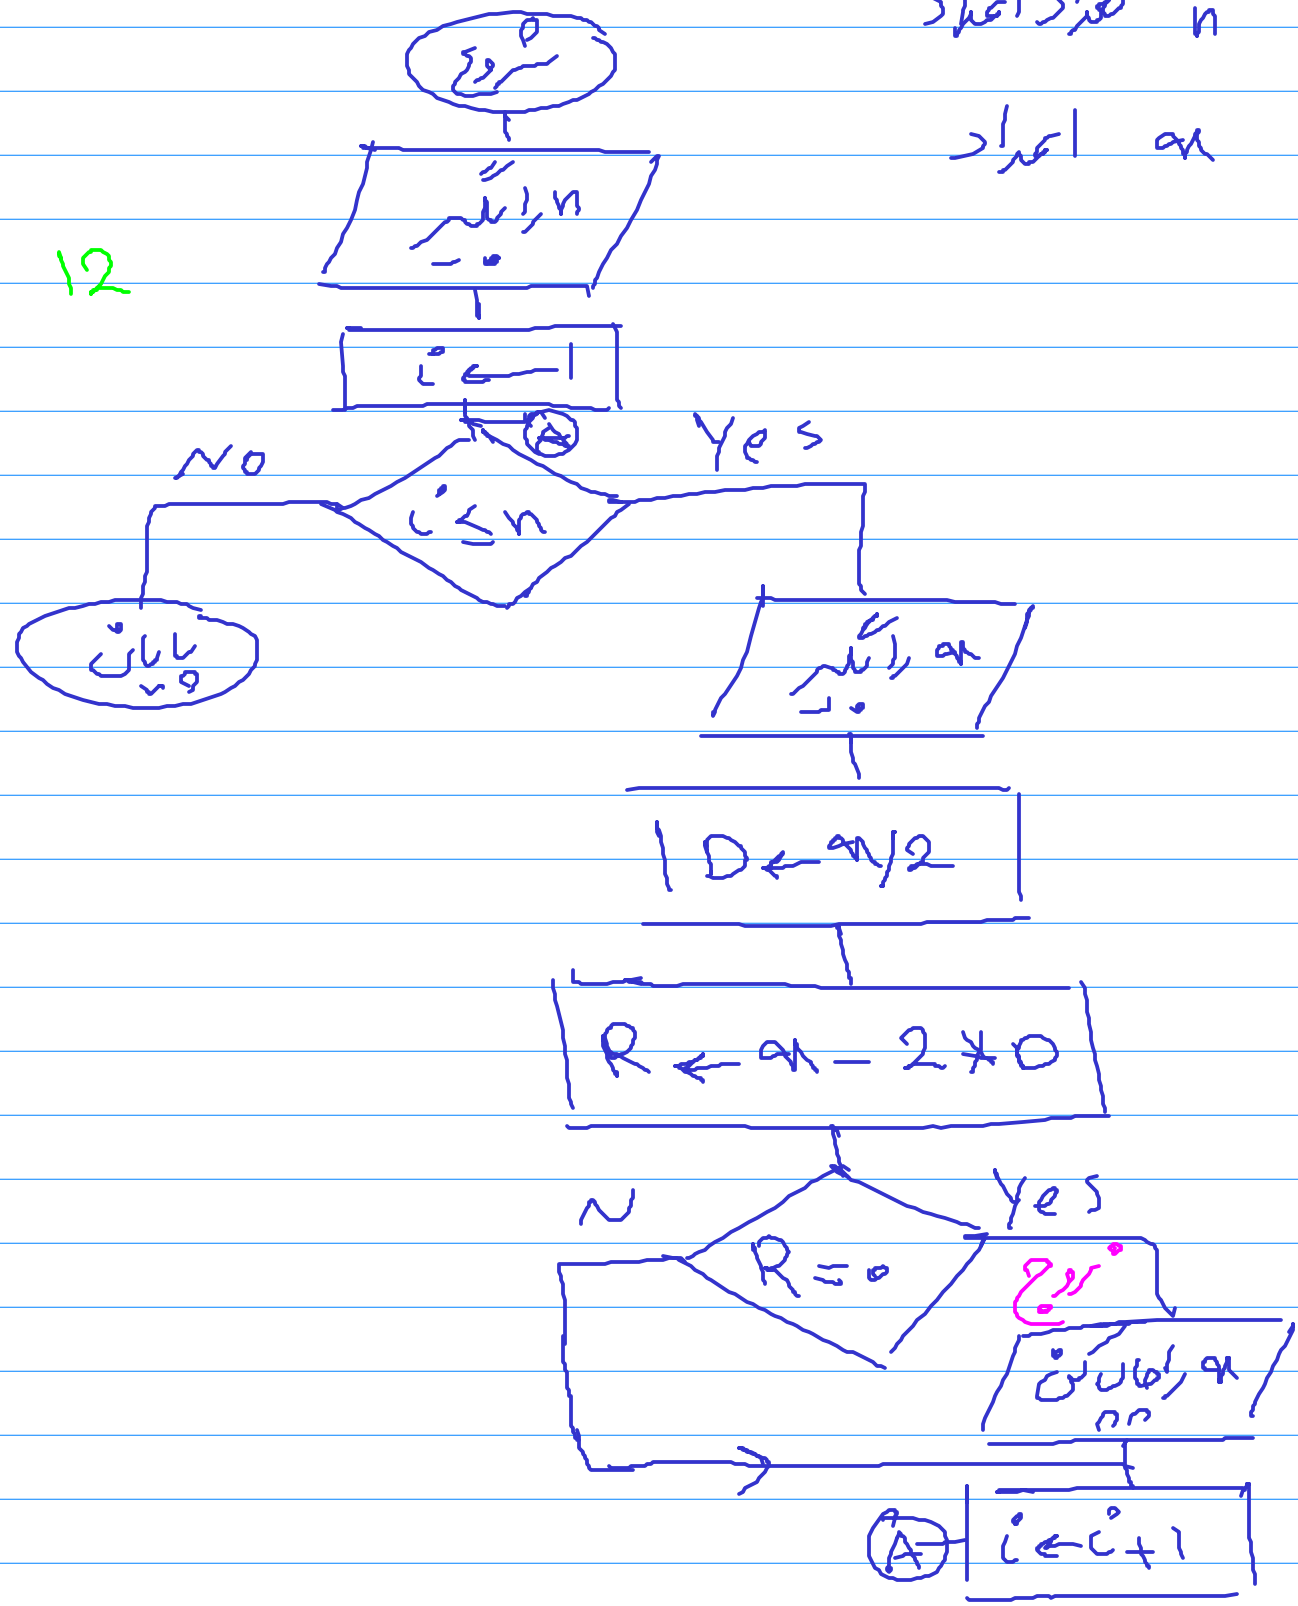 n تعداد اعداد
x اعداد
شروع
n را بگیر
12
i ← 1
A
Yes
No
i ≤ n
پایان
x را بگیر
D ← x/2
R ← x - 2 * D
N
Yes
R = 0
زوج
x را نمایش کن
A
i ← i + 1